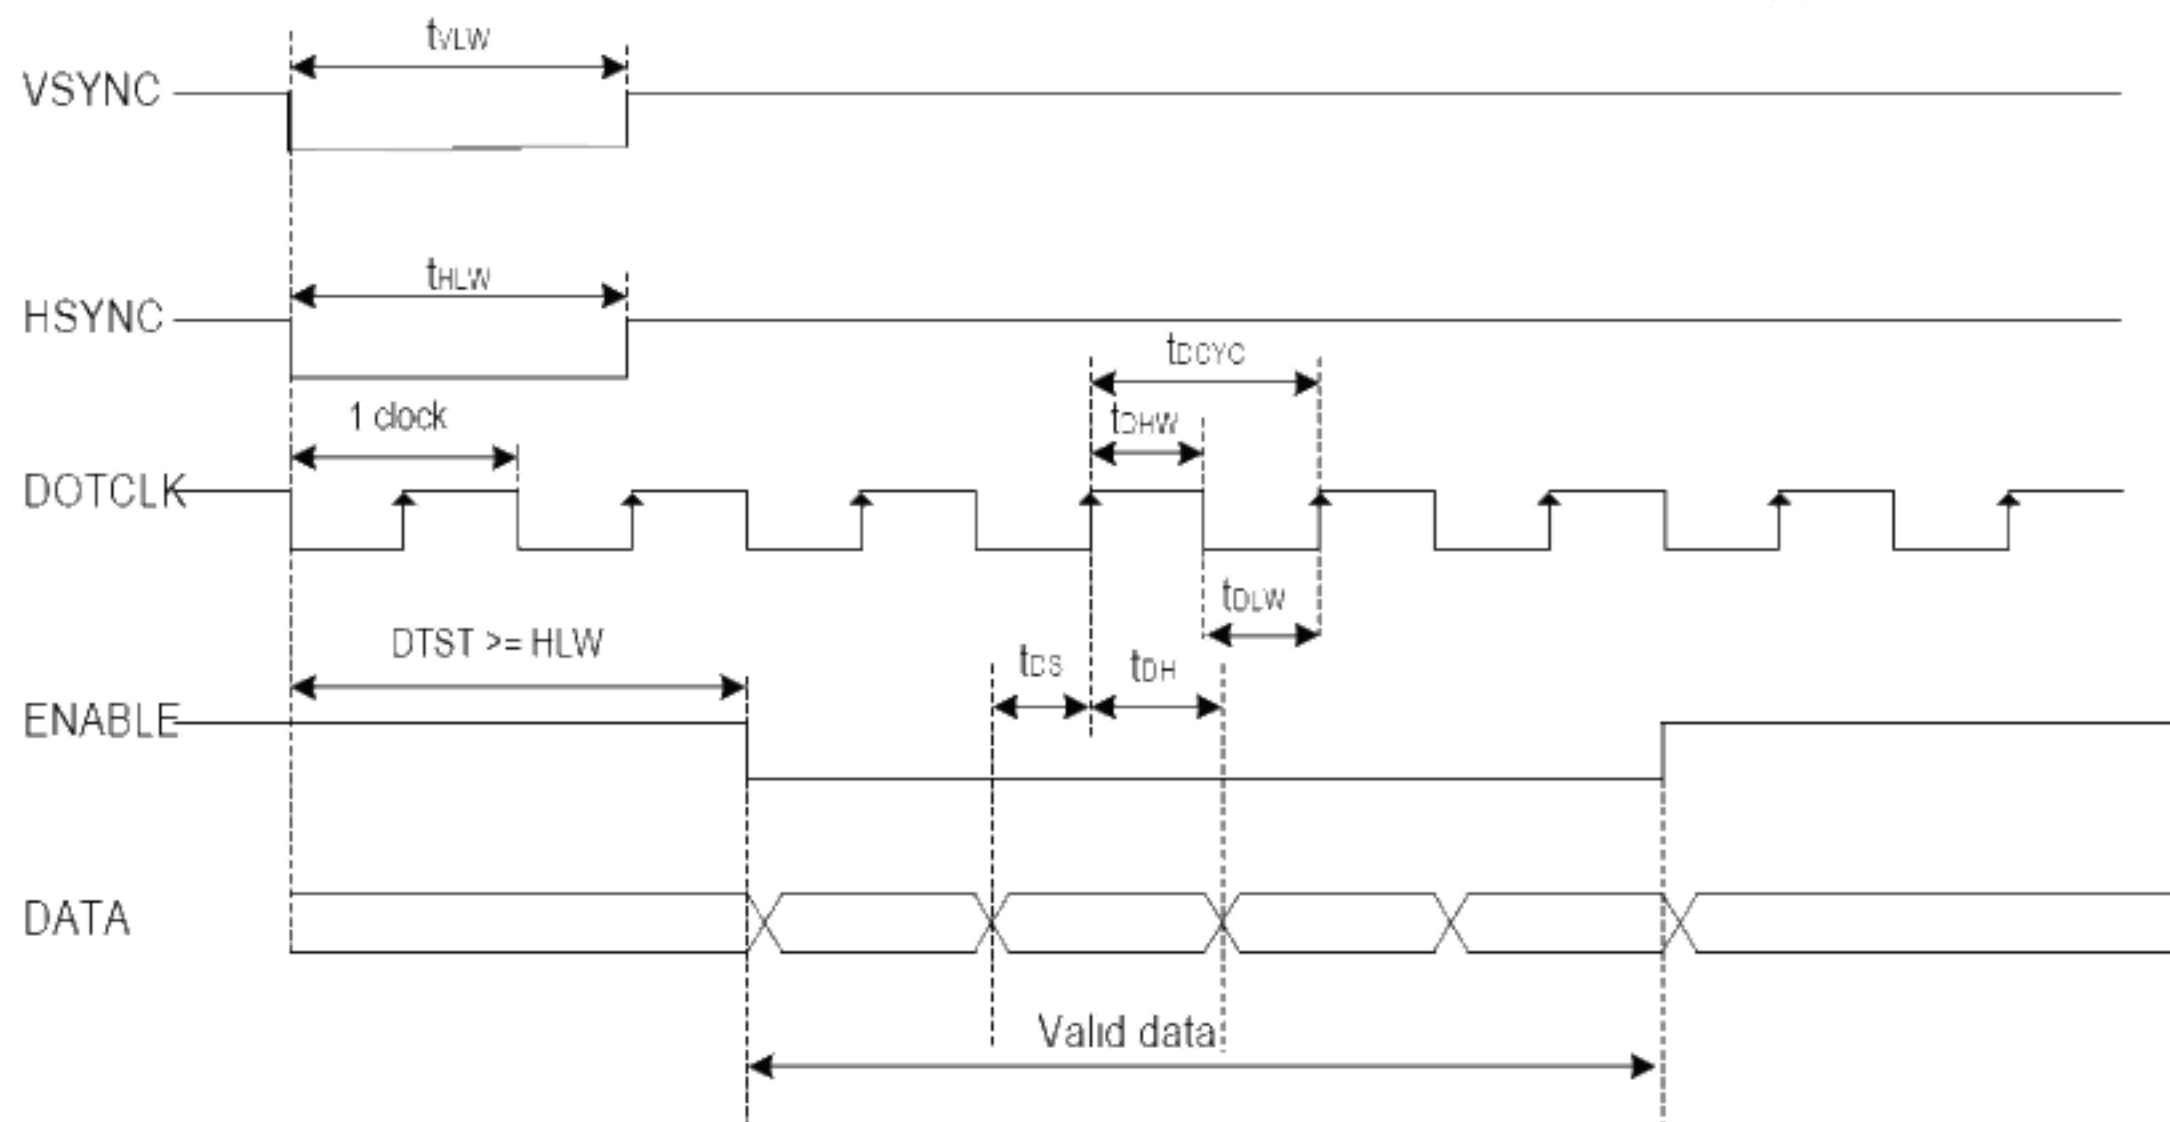 tVLW
VSYNC
tHLW
HSYNC
tDCYC
1 clock
tDHW
DOTCLK
tDLW
DTST >= HLW
tDS
tDH
ENABLE
DATA
Valid data